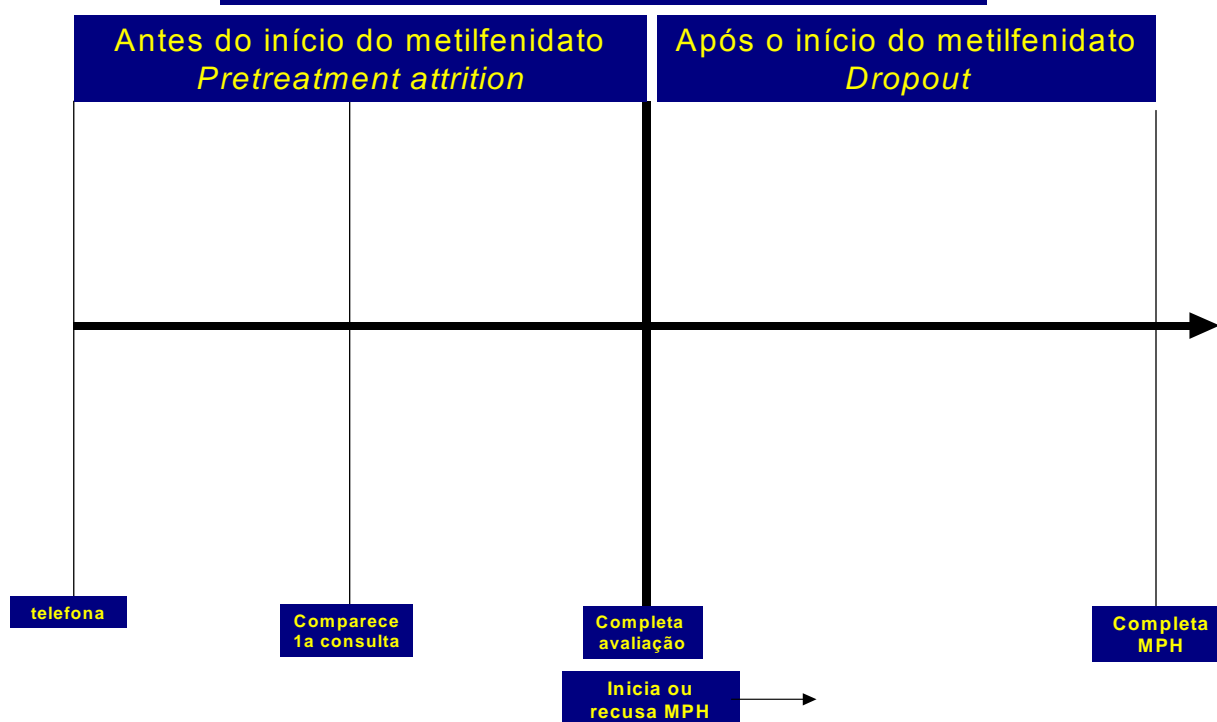 Antes do início do metilfenidato
Pretreatment attrition
Após o início do metilfenidato
Dropout
telefona
Comparece
1a consulta
Completa
avaliação
Completa
MPH
Inicia ou
recusa MPH